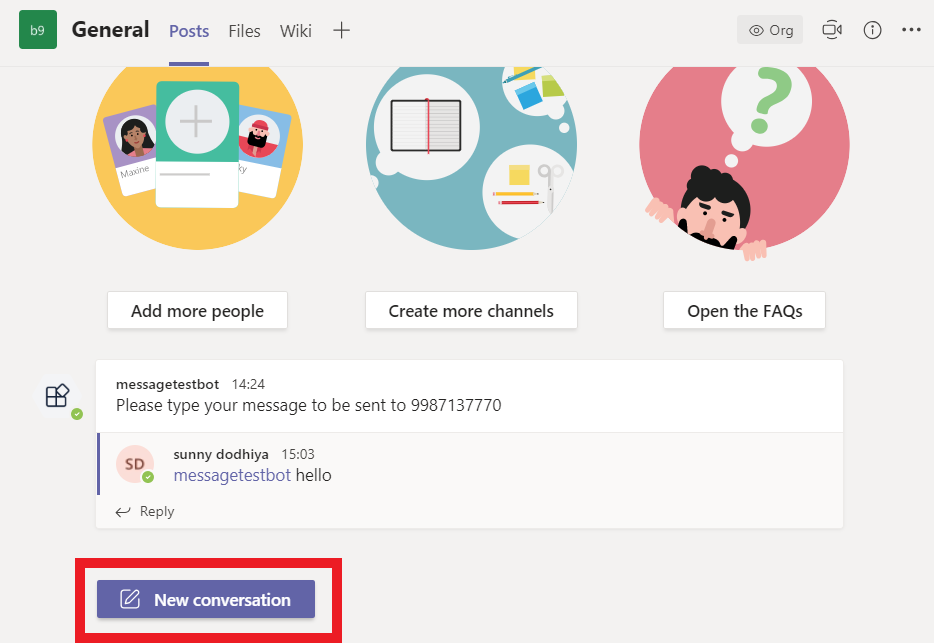 b9 General Posts Files Wiki Org
Maxine ky
Add more people Create more channels Open the FAQs
messagetestbot 14:24
Please type your message to be sent to 9987137770
SD sunny dodhiya 15:03
messagetestbot hello
Reply
New conversation